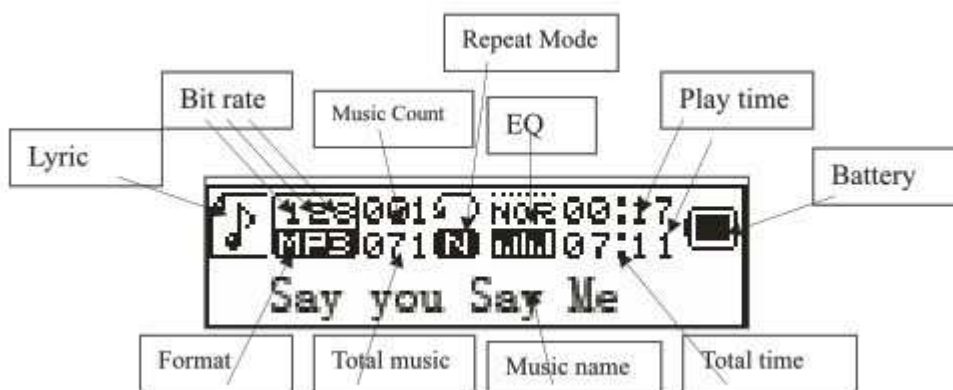 Repeat Mode
Bit rate
Music Count
EQ
Play time
Lyric
Battery
128 001 NOR 00:17
MP3 071 N 07:11
Say you Say Me
Format
Total music
Music name
Total time